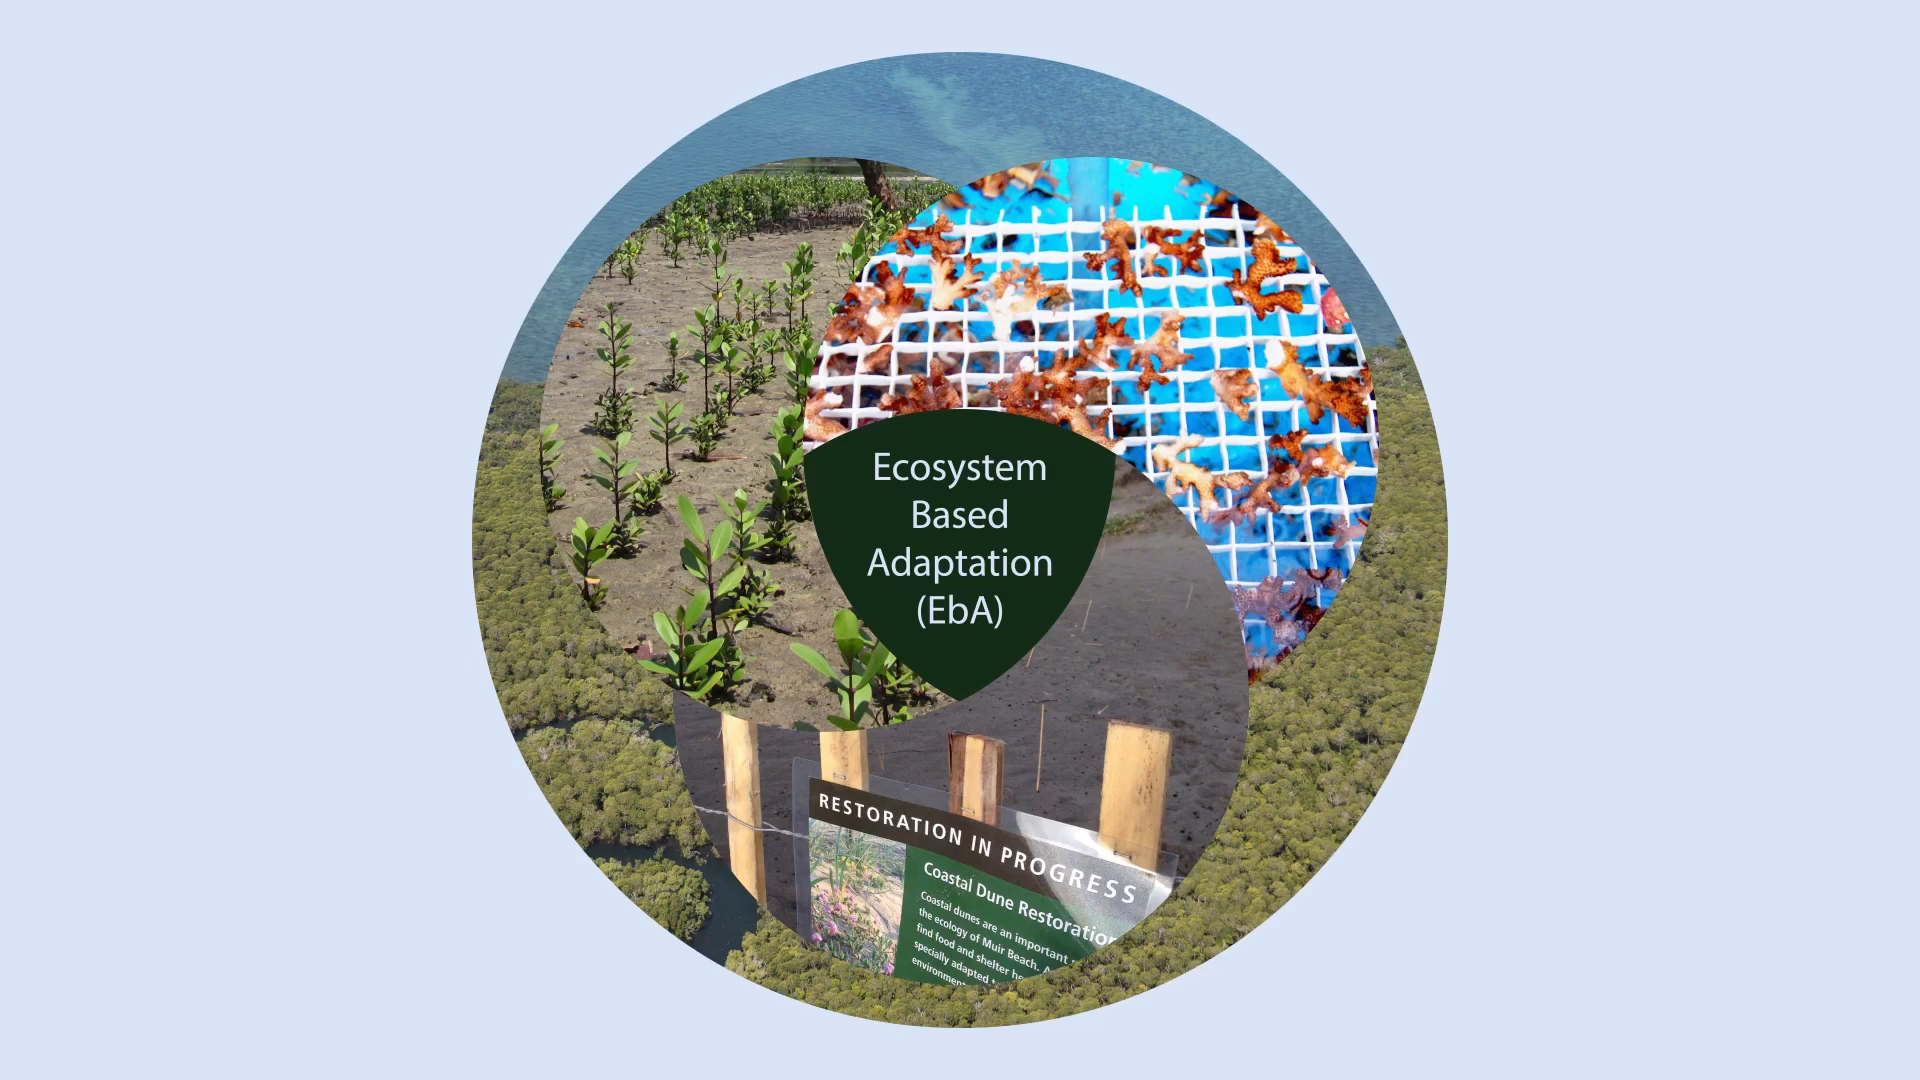 Ecosystem
Based
Adaptation
(EbA)
RESTORATION IN PROGRESS
Coastal Dune Restoration
Coastal dunes are an important
the ecology of Muir Beach.
find food and shelter
specially adapted
environment